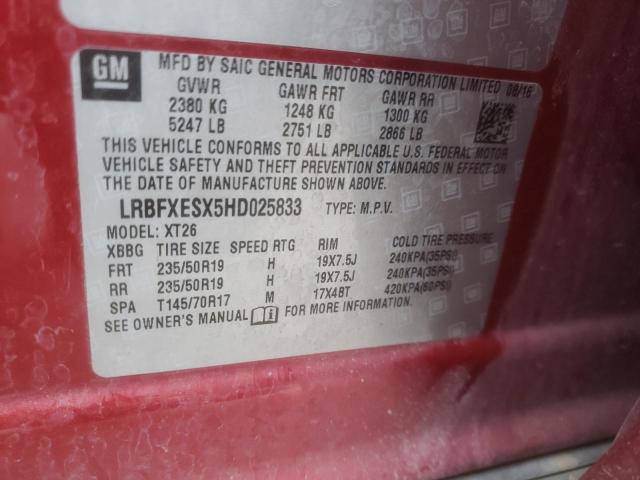 GM
MFD BY SAIC GENERAL MOTORS CORPORATION LIMITED 08/16
GVWR GAWR FRT GAWR RR
2380 KG 1248 KG 1300 KG
5247 LB 2751 LB 2866 LB
THIS VEHICLE CONFORMS TO ALL APPLICABLE U.S. FEDERAL MOTOR
VEHICLE SAFETY AND THEFT PREVENTION STANDARDS IN EFFECT ON
THE DATE OF MANUFACTURE SHOWN ABOVE.
LRBFXESX5HD025833 TYPE: M.P.V.
MODEL: XT26
XBBG TIRE SIZE SPEED RTG RIM COLD TIRE PRESSURE
FRT 235/50R19 H 19X7.5J 240KPA(35PSI)
RR 235/50R19 H 19X7.5J 240KPA(35PSI)
SPA T145/70R17 M 17X4BT 420KPA(60PSI)
SEE OWNER'S MANUAL FOR MORE INFORMATION.